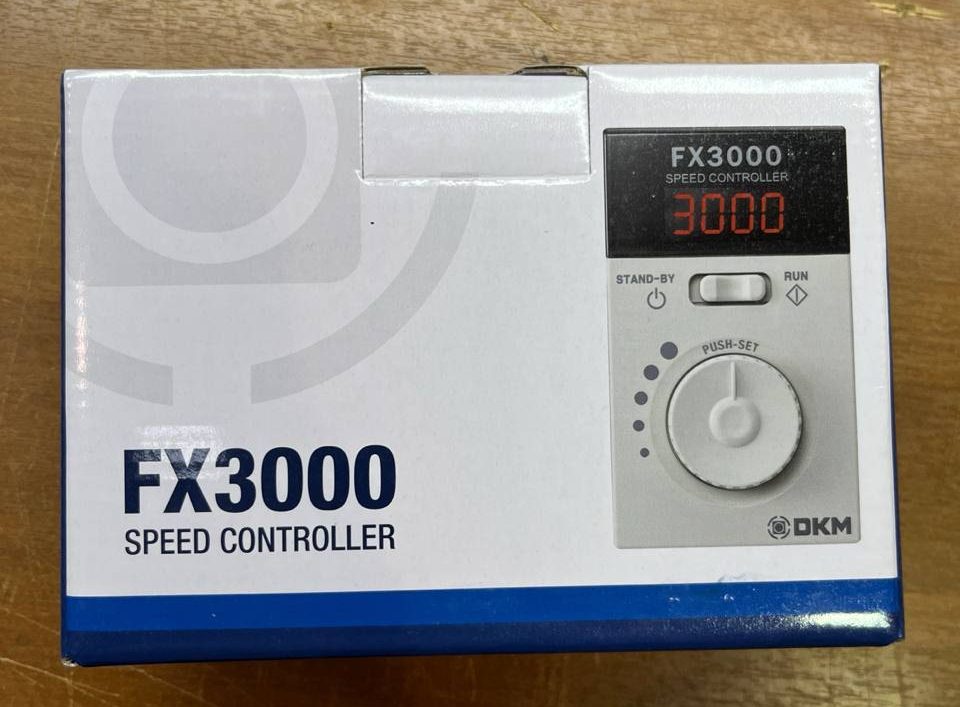 FX3000
SPEED CONTROLLER
3000
STAND-BY
RUN
PUSH-SET
DKM
FX3000
SPEED CONTROLLER